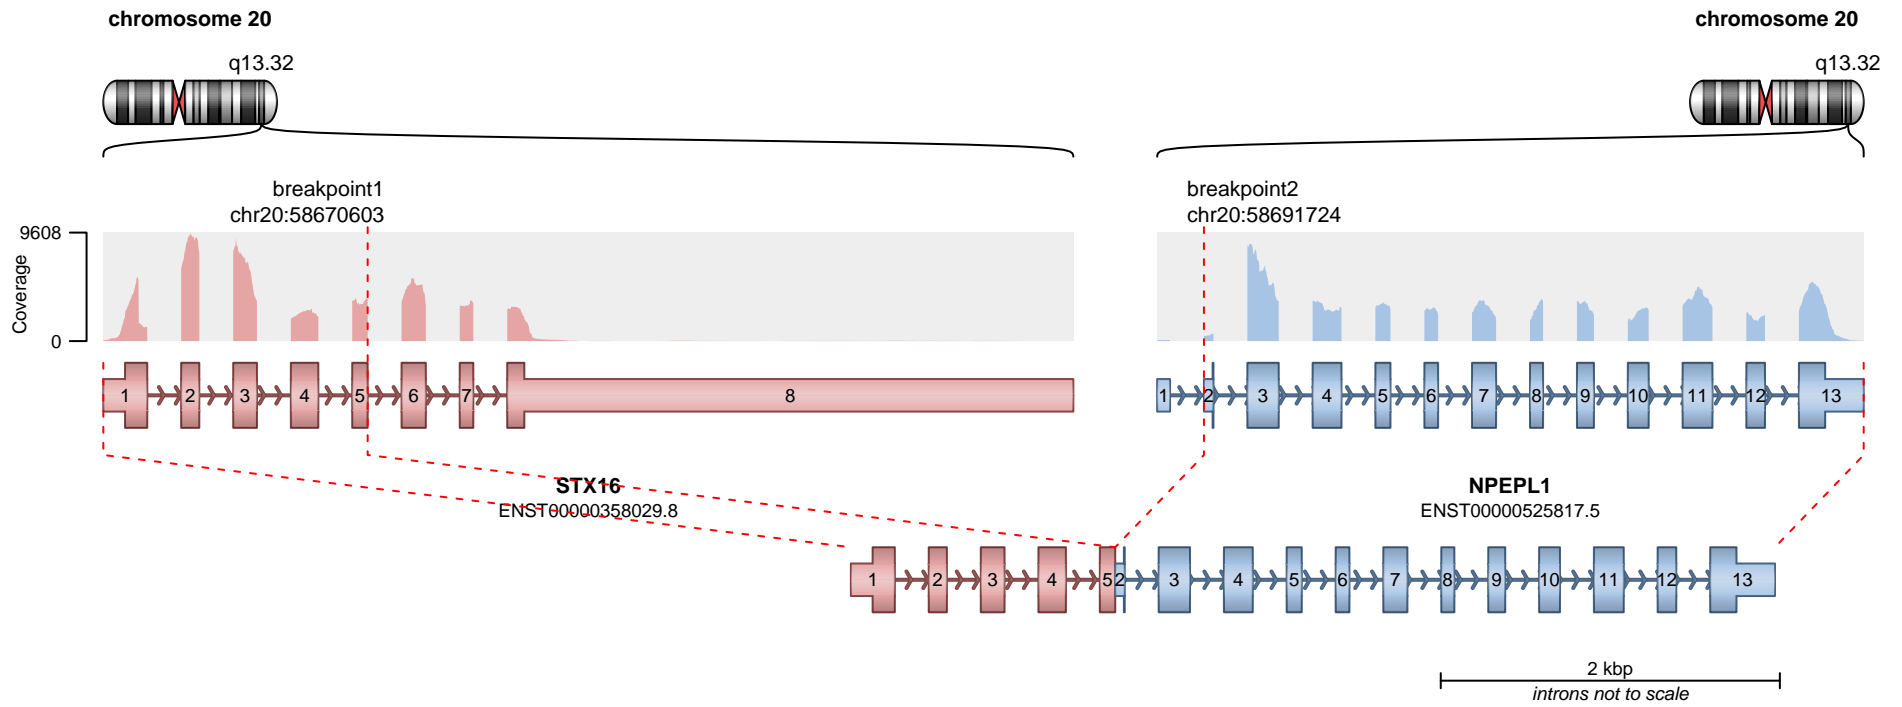 chromosome 20
chromosome 20
q13.32
q13.32
breakpoint1
chr20:58670603
breakpoint2
chr20:58691724
9608
Coverage
0
1 2 3 4 5 6 7 8
1 2 3 4 5 6 7 8 9 10 11 12 13
STX16
ENST00000358029.8
NPEPL1
ENST00000525817.5
1 2 3 4 5 2 3 4 5 6 7 8 9 10 11 12 13
2 kbp
introns not to scale